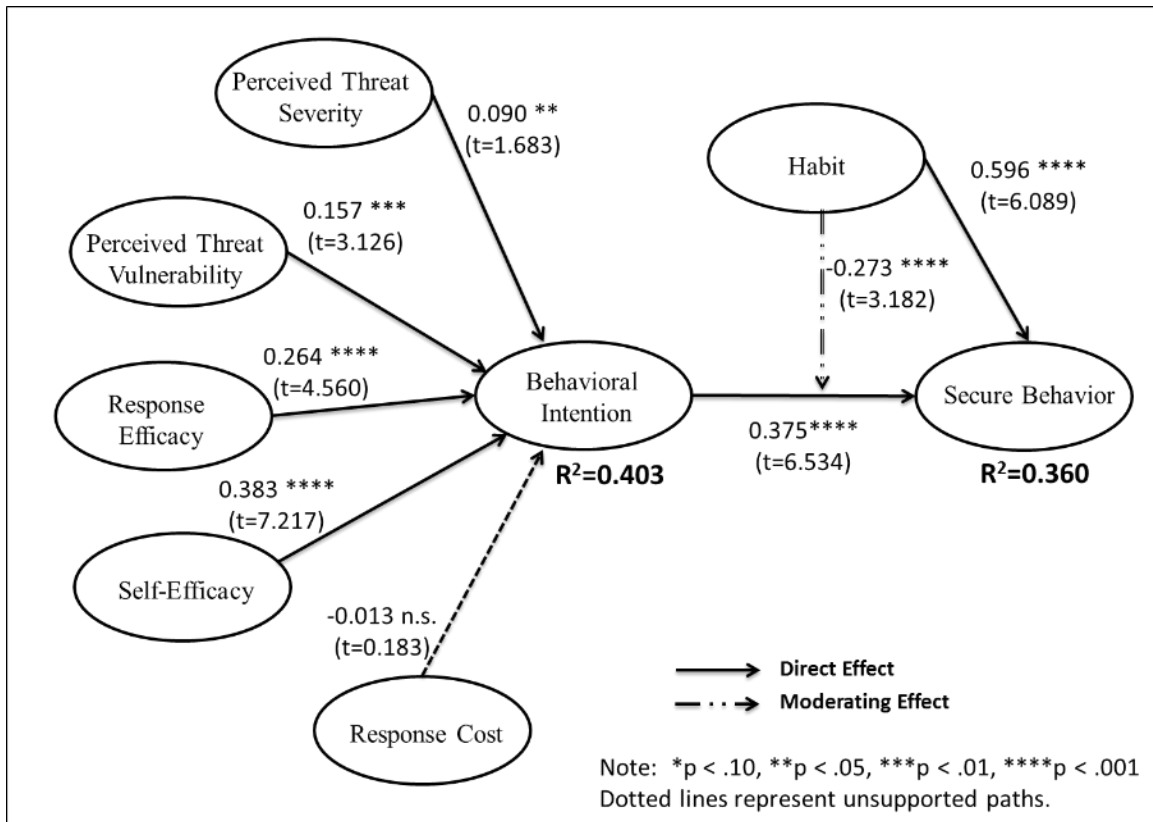 Perceived Threat
Severity
0.090 **
(t=1.683)
Habit
0.596 ****
(t=6.089)
0.157 ***
(t=3.126)
Perceived Threat
Vulnerability
-0.273 ****
(t=3.182)
0.264 ****
(t=4.560)
Response
Efficacy
Behavioral
Intention
R²=0.403
0.375****
(t=6.534)
Secure Behavior
R²=0.360
0.383 ****
(t=7.217)
Self-Efficacy
-0.013 n.s.
(t=0.183)
Response Cost
Direct Effect
Moderating Effect
Note: *p < .10, **p < .05, ***p < .01, ****p < .001
Dotted lines represent unsupported paths.